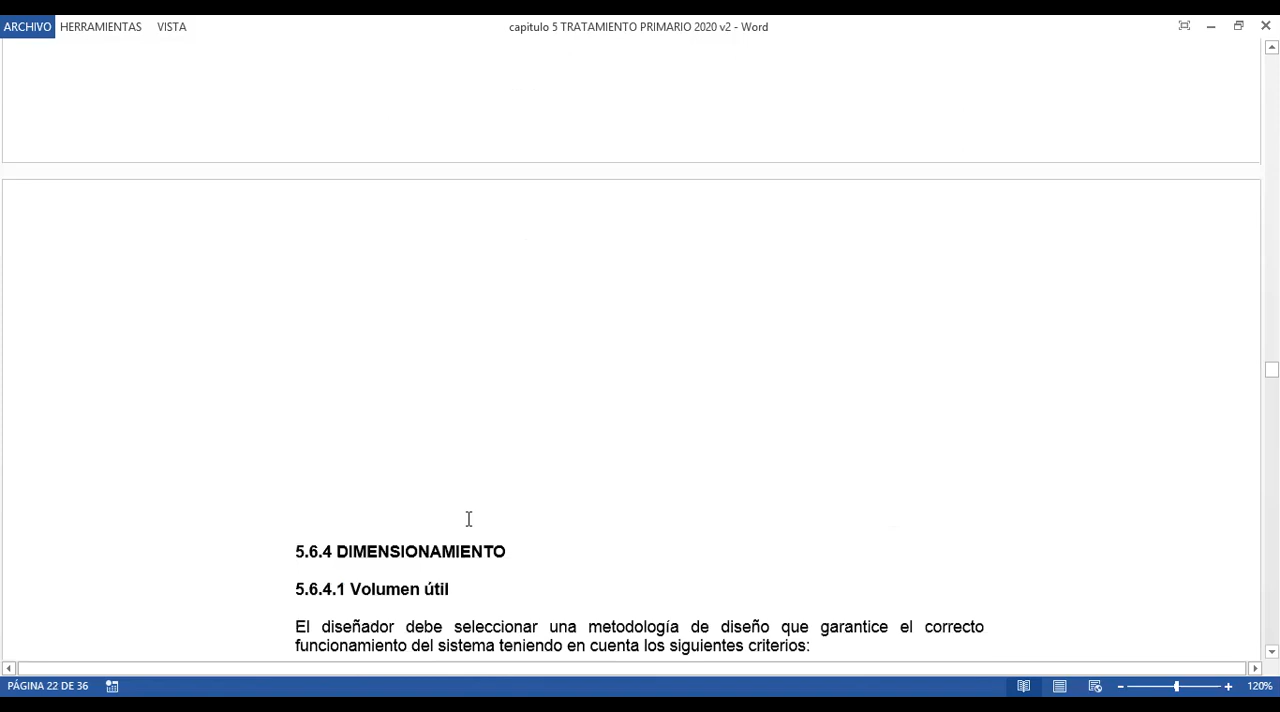 ARCHIVO HERRAMIENTAS VISTA capitulo 5 TRATAMIENTO PRIMARIO 2020 v2 - Word
5.6.4 DIMENSIONAMIENTO
5.6.4.1 Volumen útil
El diseñador debe seleccionar una metodología de diseño que garantice el correcto
funcionamiento del sistema teniendo en cuenta los siguientes criterios:
PÁGINA 22 DE 36 120%